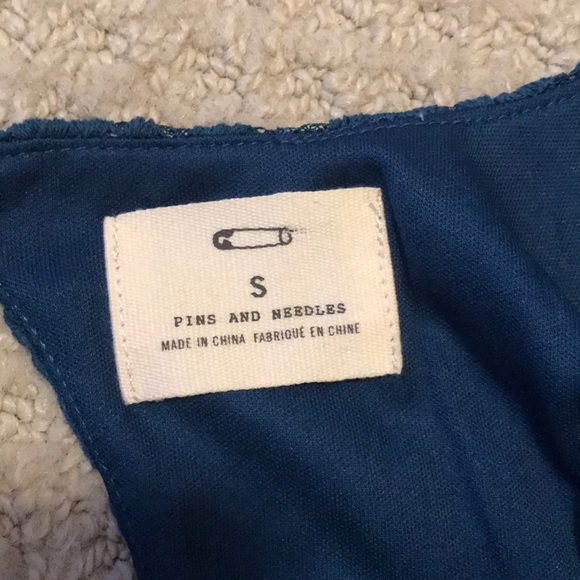 S
PINS AND NEEDLES
MADE IN CHINA FABRIQUÉ EN CHINE